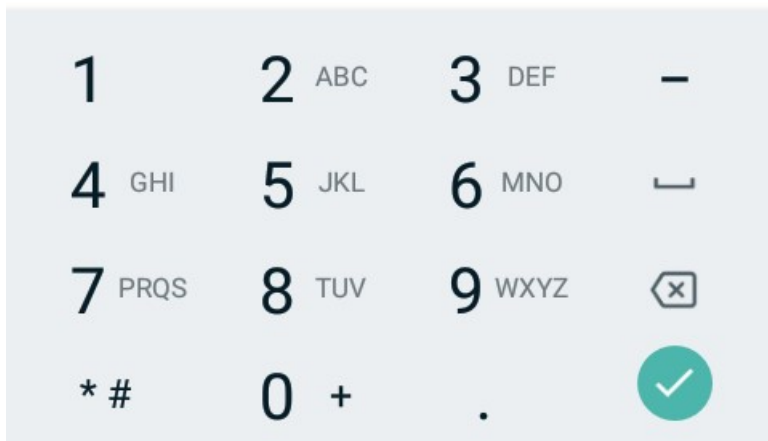 1 2 ABC 3 DEF -
4 GHI 5 JKL 6 MNO
7 PRQS 8 TUV 9 WXYZ
* # 0 + .